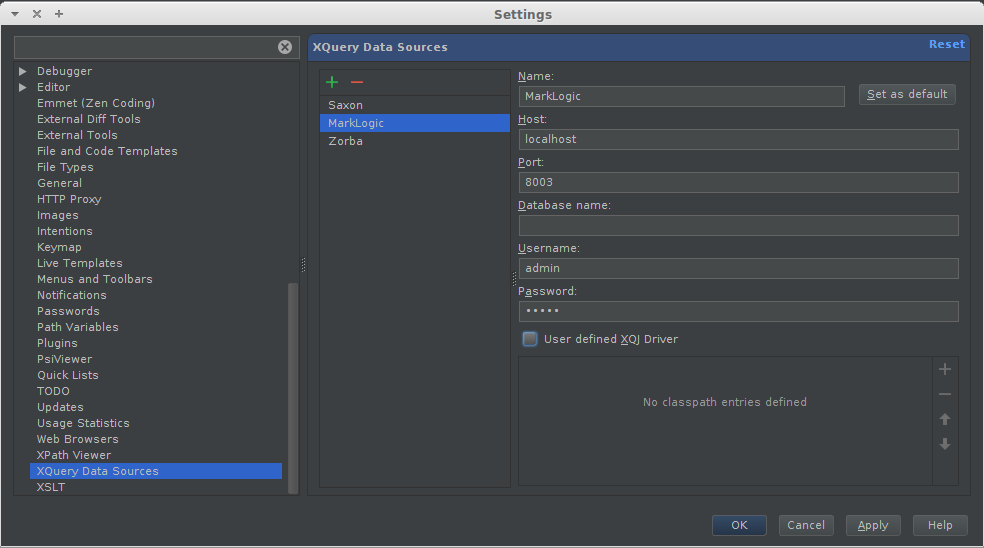 Settings
XQuery Data Sources
Reset
Debugger
Editor
Emmet (Zen Coding)
External Diff Tools
External Tools
File and Code Templates
File Types
General
HTTP Proxy
Images
Intentions
Keymap
Live Templates
Menus and Toolbars
Notifications
Passwords
Path Variables
Plugins
PsiViewer
Quick Lists
TODO
Updates
Usage Statistics
Web Browsers
XPath Viewer
XQuery Data Sources
XSLT
Saxon
MarkLogic
Zorba
Name:
MarkLogic
Set as default
Host:
localhost
Port:
8003
Database name:
Username:
admin
Password:
•••••
User defined XQJ Driver
No classpath entries defined
OK
Cancel
Apply
Help